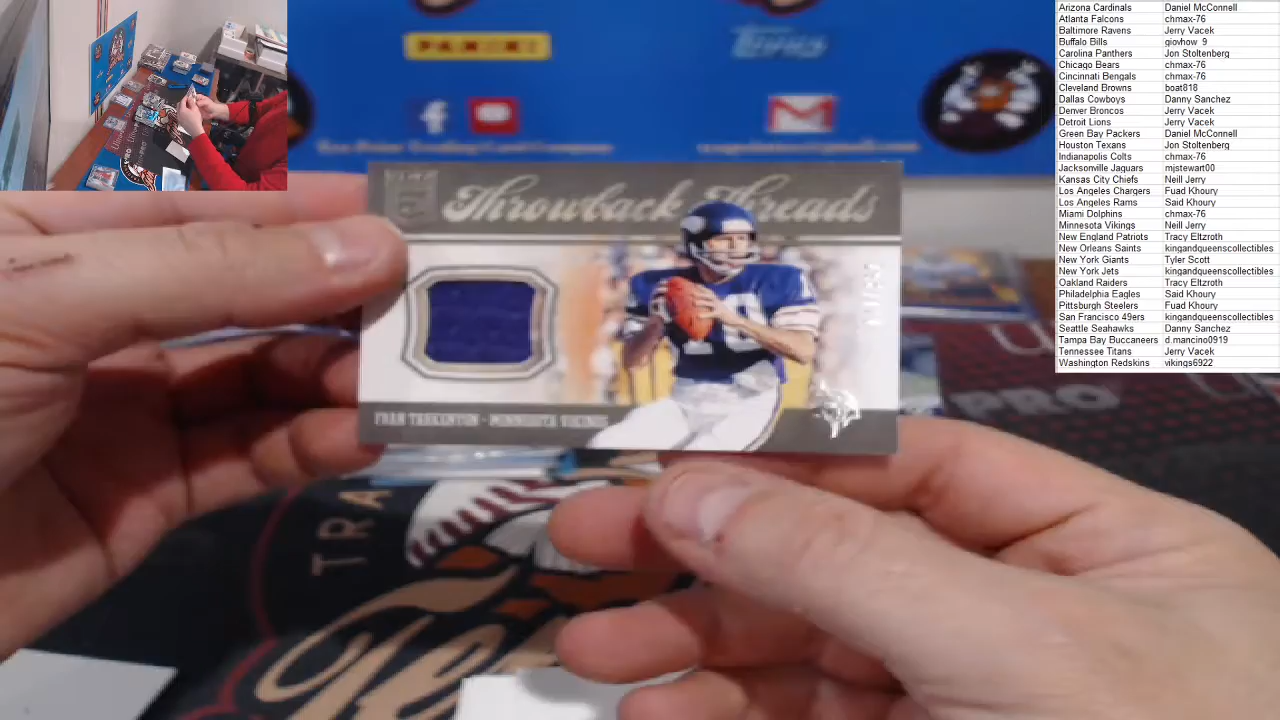 PANINI
TOPPS
Throwback Threads
FRAN TARKENTON · MINNESOTA VIKINGS
10
TRA
PRO
Arizona Cardinals Daniel McConnell
Atlanta Falcons chmax-76
Baltimore Ravens Jerry Vacek
Buffalo Bills giovhow_9
Carolina Panthers Jon Stoltenberg
Chicago Bears chmax-76
Cincinnati Bengals chmax-76
Cleveland Browns boat818
Dallas Cowboys Danny Sanchez
Denver Broncos Jerry Vacek
Detroit Lions Jerry Vacek
Green Bay Packers Daniel McConnell
Houston Texans Jon Stoltenberg
Indianapolis Colts chmax-76
Jacksonville Jaguars mjstewart00
Kansas City Chiefs Neill Jerry
Los Angeles Chargers Fuad Khoury
Los Angeles Rams Said Khoury
Miami Dolphins chmax-76
Minnesota Vikings Neill Jerry
New England Patriots Tracy Eltzroth
New Orleans Saints kingandqueenscollectibles
New York Giants Tyler Scott
New York Jets kingandqueenscollectibles
Oakland Raiders Tracy Eltzroth
Philadelphia Eagles Said Khoury
Pittsburgh Steelers Fuad Khoury
San Francisco 49ers kingandqueenscollectibles
Seattle Seahawks Danny Sanchez
Tampa Bay Buccaneers d.mancino0919
Tennessee Titans Jerry Vacek
Washington Redskins vikings6922